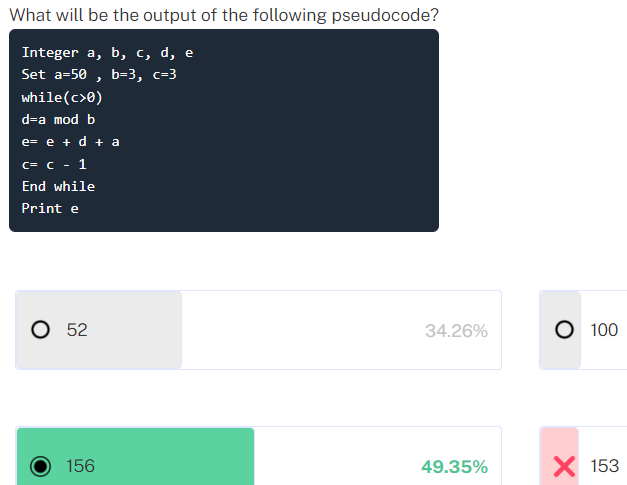 What will be the output of the following pseudocode?
Integer a, b, c, d, e
Set a=50 , b=3, c=3
while(c>0)
d=a mod b
e= e + d + a
c= c - 1
End while
Print e
52 34.26% 100
156 49.35% 153